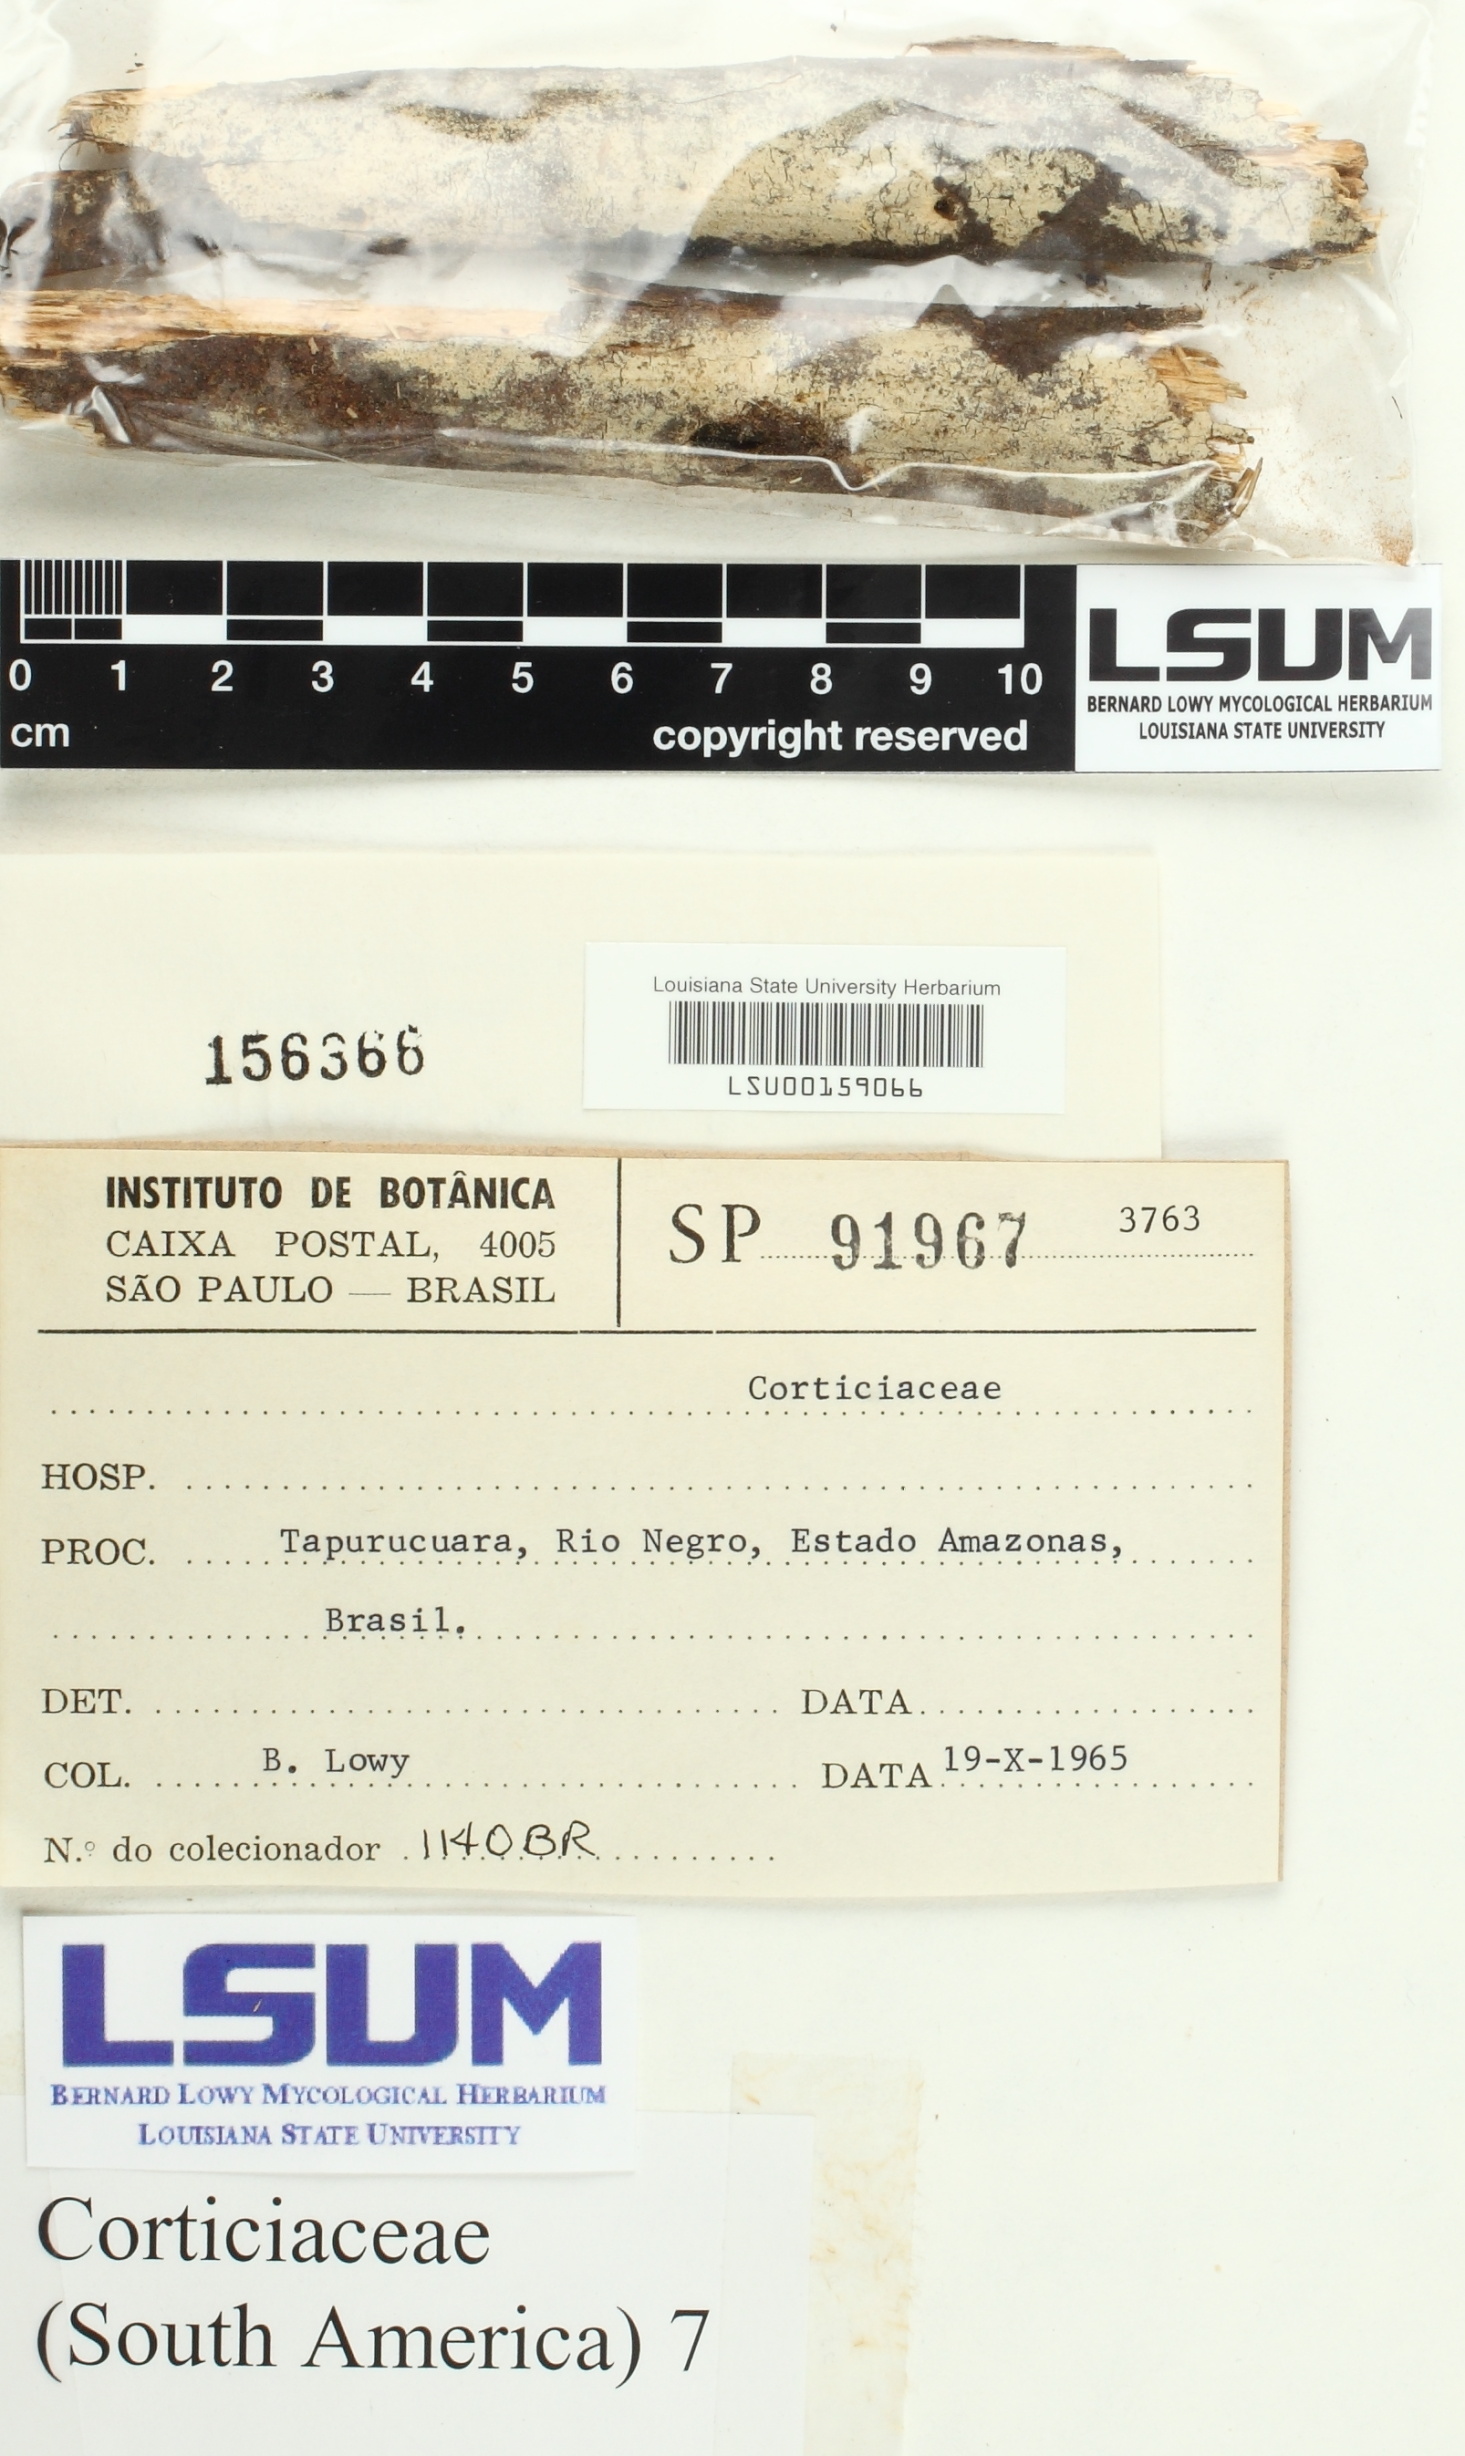 0 1 2 3 4 5 6 7 8 9 10
cm copyright reserved
LSUM
BERNARD LOWY MYCOLOGICAL HERBARIUM
LOUISIANA STATE UNIVERSITY
Louisiana State University Herbarium
LSU00159066
156366
INSTITUTO DE BOTÂNICA
CAIXA POSTAL, 4005
SÃO PAULO — BRASIL
SP 91967 3763
Corticiaceae
HOSP.
PROC. Tapurucuara, Rio Negro, Estado Amazonas,
Brasil.
DET. DATA
COL. B. Lowy DATA 19-X-1965
N.º do colecionador 1140BR
LSUM
BERNARD LOWY MYCOLOGICAL HERBARIUM
LOUISIANA STATE UNIVERSITY
Corticiaceae
(South America) 7